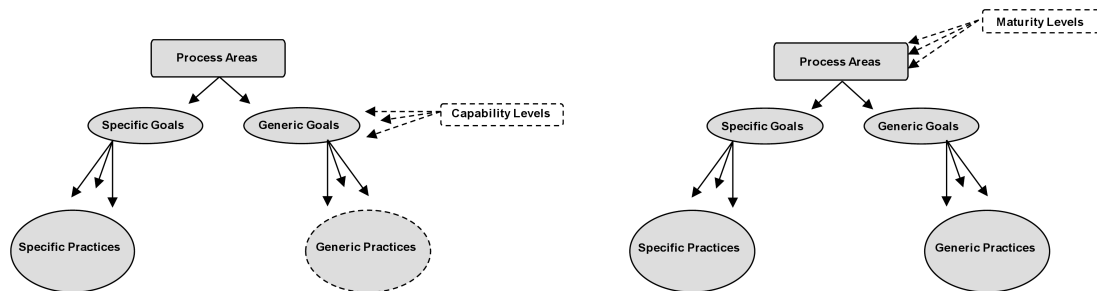 Process Areas
Specific Goals
Generic Goals
Capability Levels
Specific Practices
Generic Practices
Maturity Levels
Process Areas
Specific Goals
Generic Goals
Specific Practices
Generic Practices